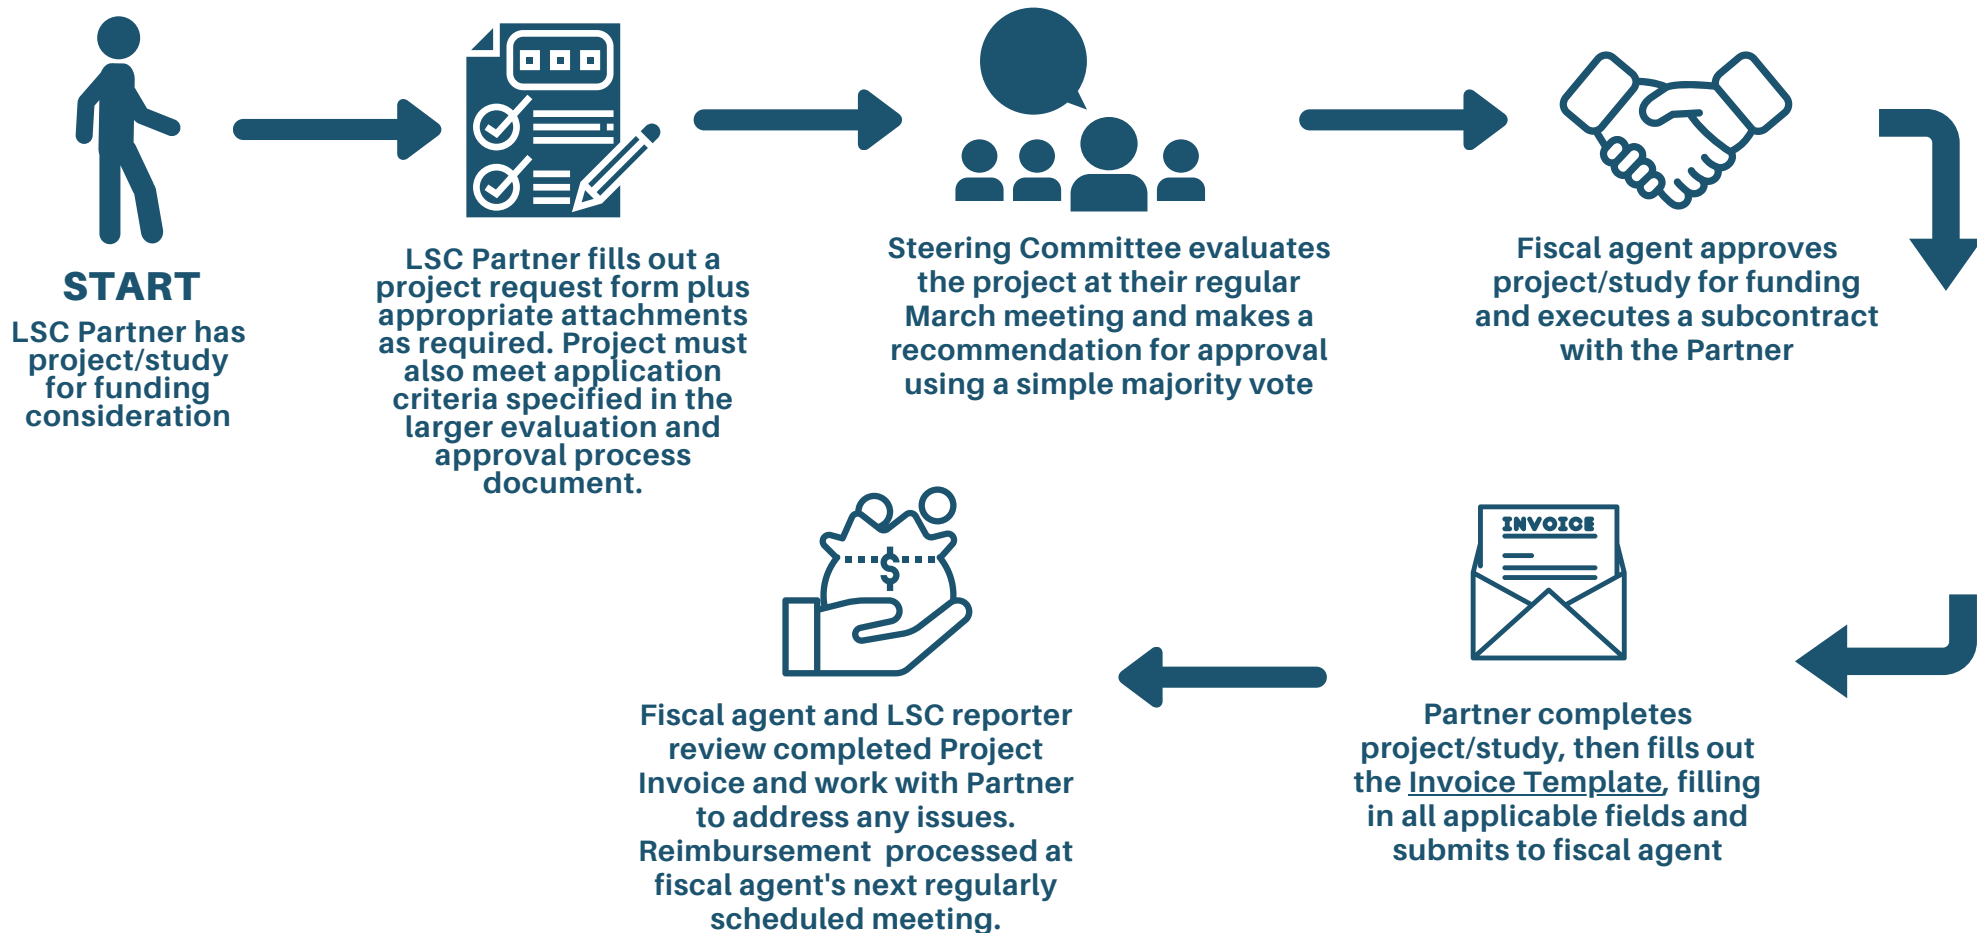 START
LSC Partner has
project/study
for funding
consideration
LSC Partner fills out a
project request form plus
appropriate attachments
as required. Project must
also meet application
criteria specified in the
larger evaluation and
approval process
document.
Steering Committee evaluates
the project at their regular
March meeting and makes a
recommendation for approval
using a simple majority vote
Fiscal agent approves
project/study for funding
and executes a subcontract
with the Partner
INVOICE
Partner completes
project/study, then fills out
the Invoice Template, filling
in all applicable fields and
submits to fiscal agent
$
Fiscal agent and LSC reporter
review completed Project
Invoice and work with Partner
to address any issues.
Reimbursement  processed at
fiscal agent's next regularly
scheduled meeting.